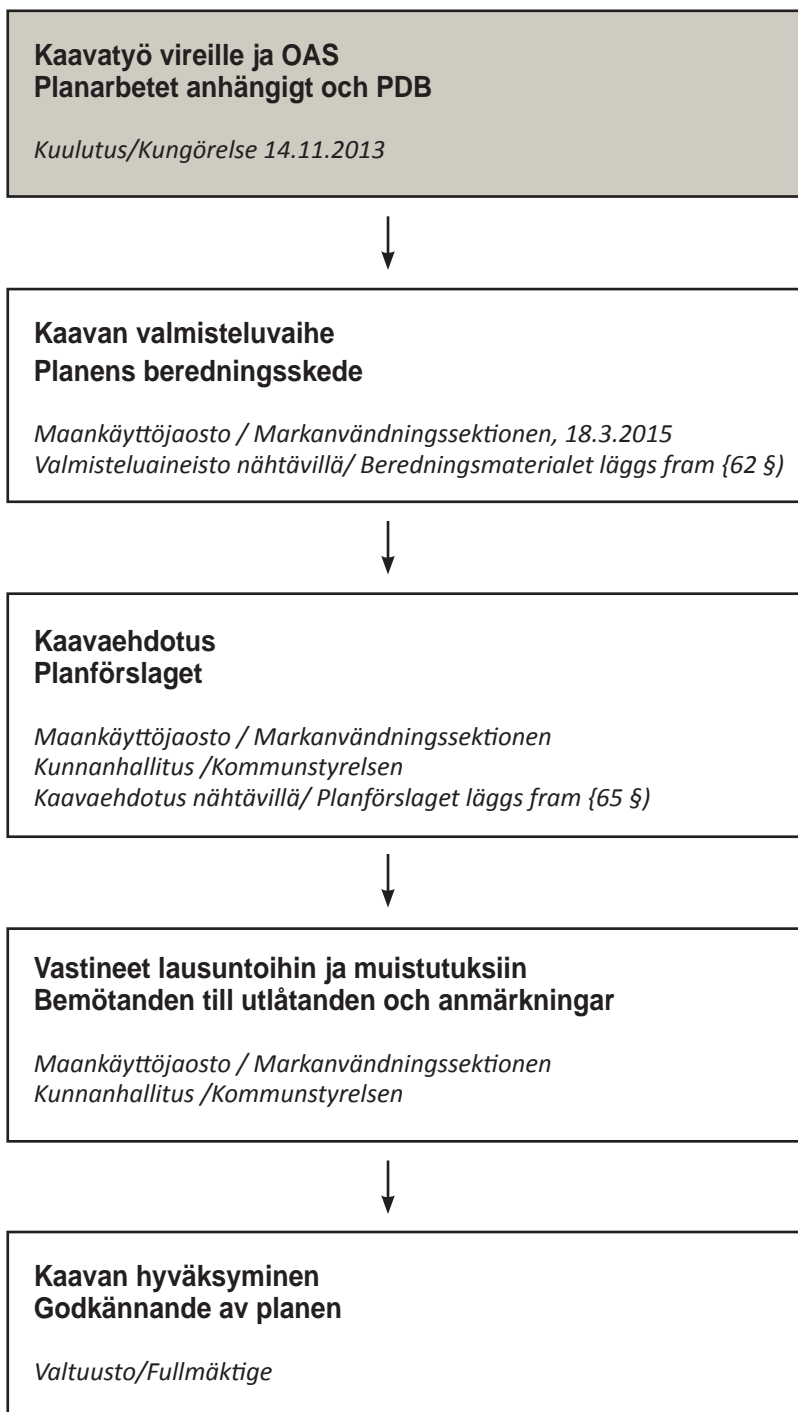 Kaavatyö vireille ja OAS
Planarbetet anhängigt och PDB
Kuulutus/Kungörelse 14.11.2013
Kaavan valmisteluvaihe
Planens beredningsskede
Maankäyttöjaosto / Markanvändningssektionen, 18.3.2015
Valmisteluaineisto nähtävillä/ Beredningsmaterialet läggs fram {62 §)
Kaavaehdotus
Planförslaget
Maankäyttöjaosto / Markanvändningssektionen
Kunnanhallitus /Kommunstyrelsen
Kaavaehdotus nähtävillä/ Planförslaget läggs fram {65 §)
Vastineet lausuntoihin ja muistutuksiin
Bemötanden till utlåtanden och anmärkningar
Maankäyttöjaosto / Markanvändningssektionen
Kunnanhallitus /Kommunstyrelsen
Kaavan hyväksyminen
Godkännande av planen
Valtuusto/Fullmäktige